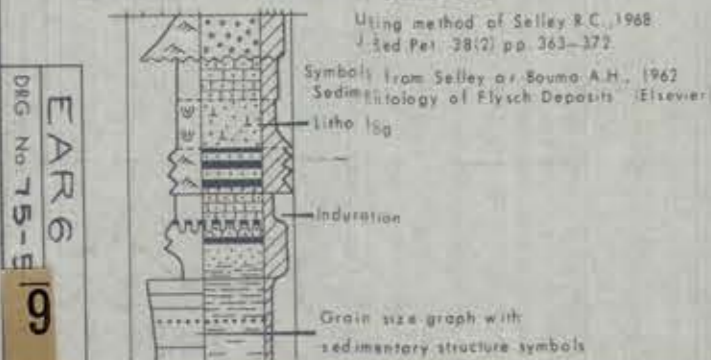 Using method of Selley R.C., 1968
J. Sed Pet 38(2) pp. 363–372.
Symbols from Selley or Bouma A.H., 1962
Sedimentology of Flysch Deposits (Elsevier
Litho log
Induration
Grain size graph with
sedimentary structure symbols
EAR6
DRG No. 75-
9